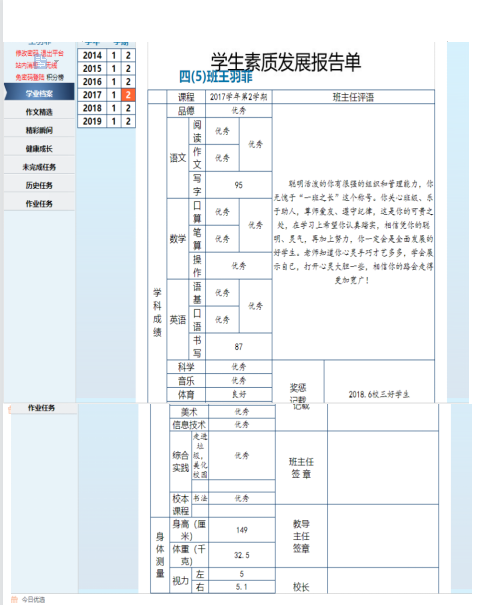 学年 学期
修改密码 退出平台
免密码登陆 积分榜
2014 1 2
2015 1 2
2016 1 2
2017 1 2
2018 1 2
2019 1 2
学业档案
作文精选
精彩瞬间
健康成长
未完成任务
历史任务
作业任务
学生素质发展报告单
四(5)班王羽菲
课程 2017学年第2学期 班主任评语
学科成绩
品德 优秀
语文 阅读 优秀 优秀
作文 优秀
写字 95
数学 口算 优秀 优秀
笔算 优秀
操作 优秀
英语 语基 优秀 优秀
口语 优秀
书写 87
科学 优秀
音乐 优秀
体育 良好
聪明活泼的你有很强的组织和管理能力，你
无愧于“一班之长”这个称号。你关心班级、乐
于助人，尊师爱友、遵守纪律，这是你的可贵之
处，在学习上希望你认真踏实，相信凭你的聪
明、灵气，再加上努力，你一定会是全面发展的
好学生。老师知道你心灵手巧才艺多多，学会展
示自己，打开心灵大胆一些，相信你的路会走得
更加宽广！
奖惩
记载
2018.6校三好学生
作业任务
记载
美术 优秀
信息技术 优秀
综合实践 走进垃圾，美化校园 优秀
班主任
签章
校本课程 书法 优秀
身体测量
身高（厘米） 149
体重（千克） 32.5
视力 左 5
右 5.1
教导
主任
签章
校长
今日优选